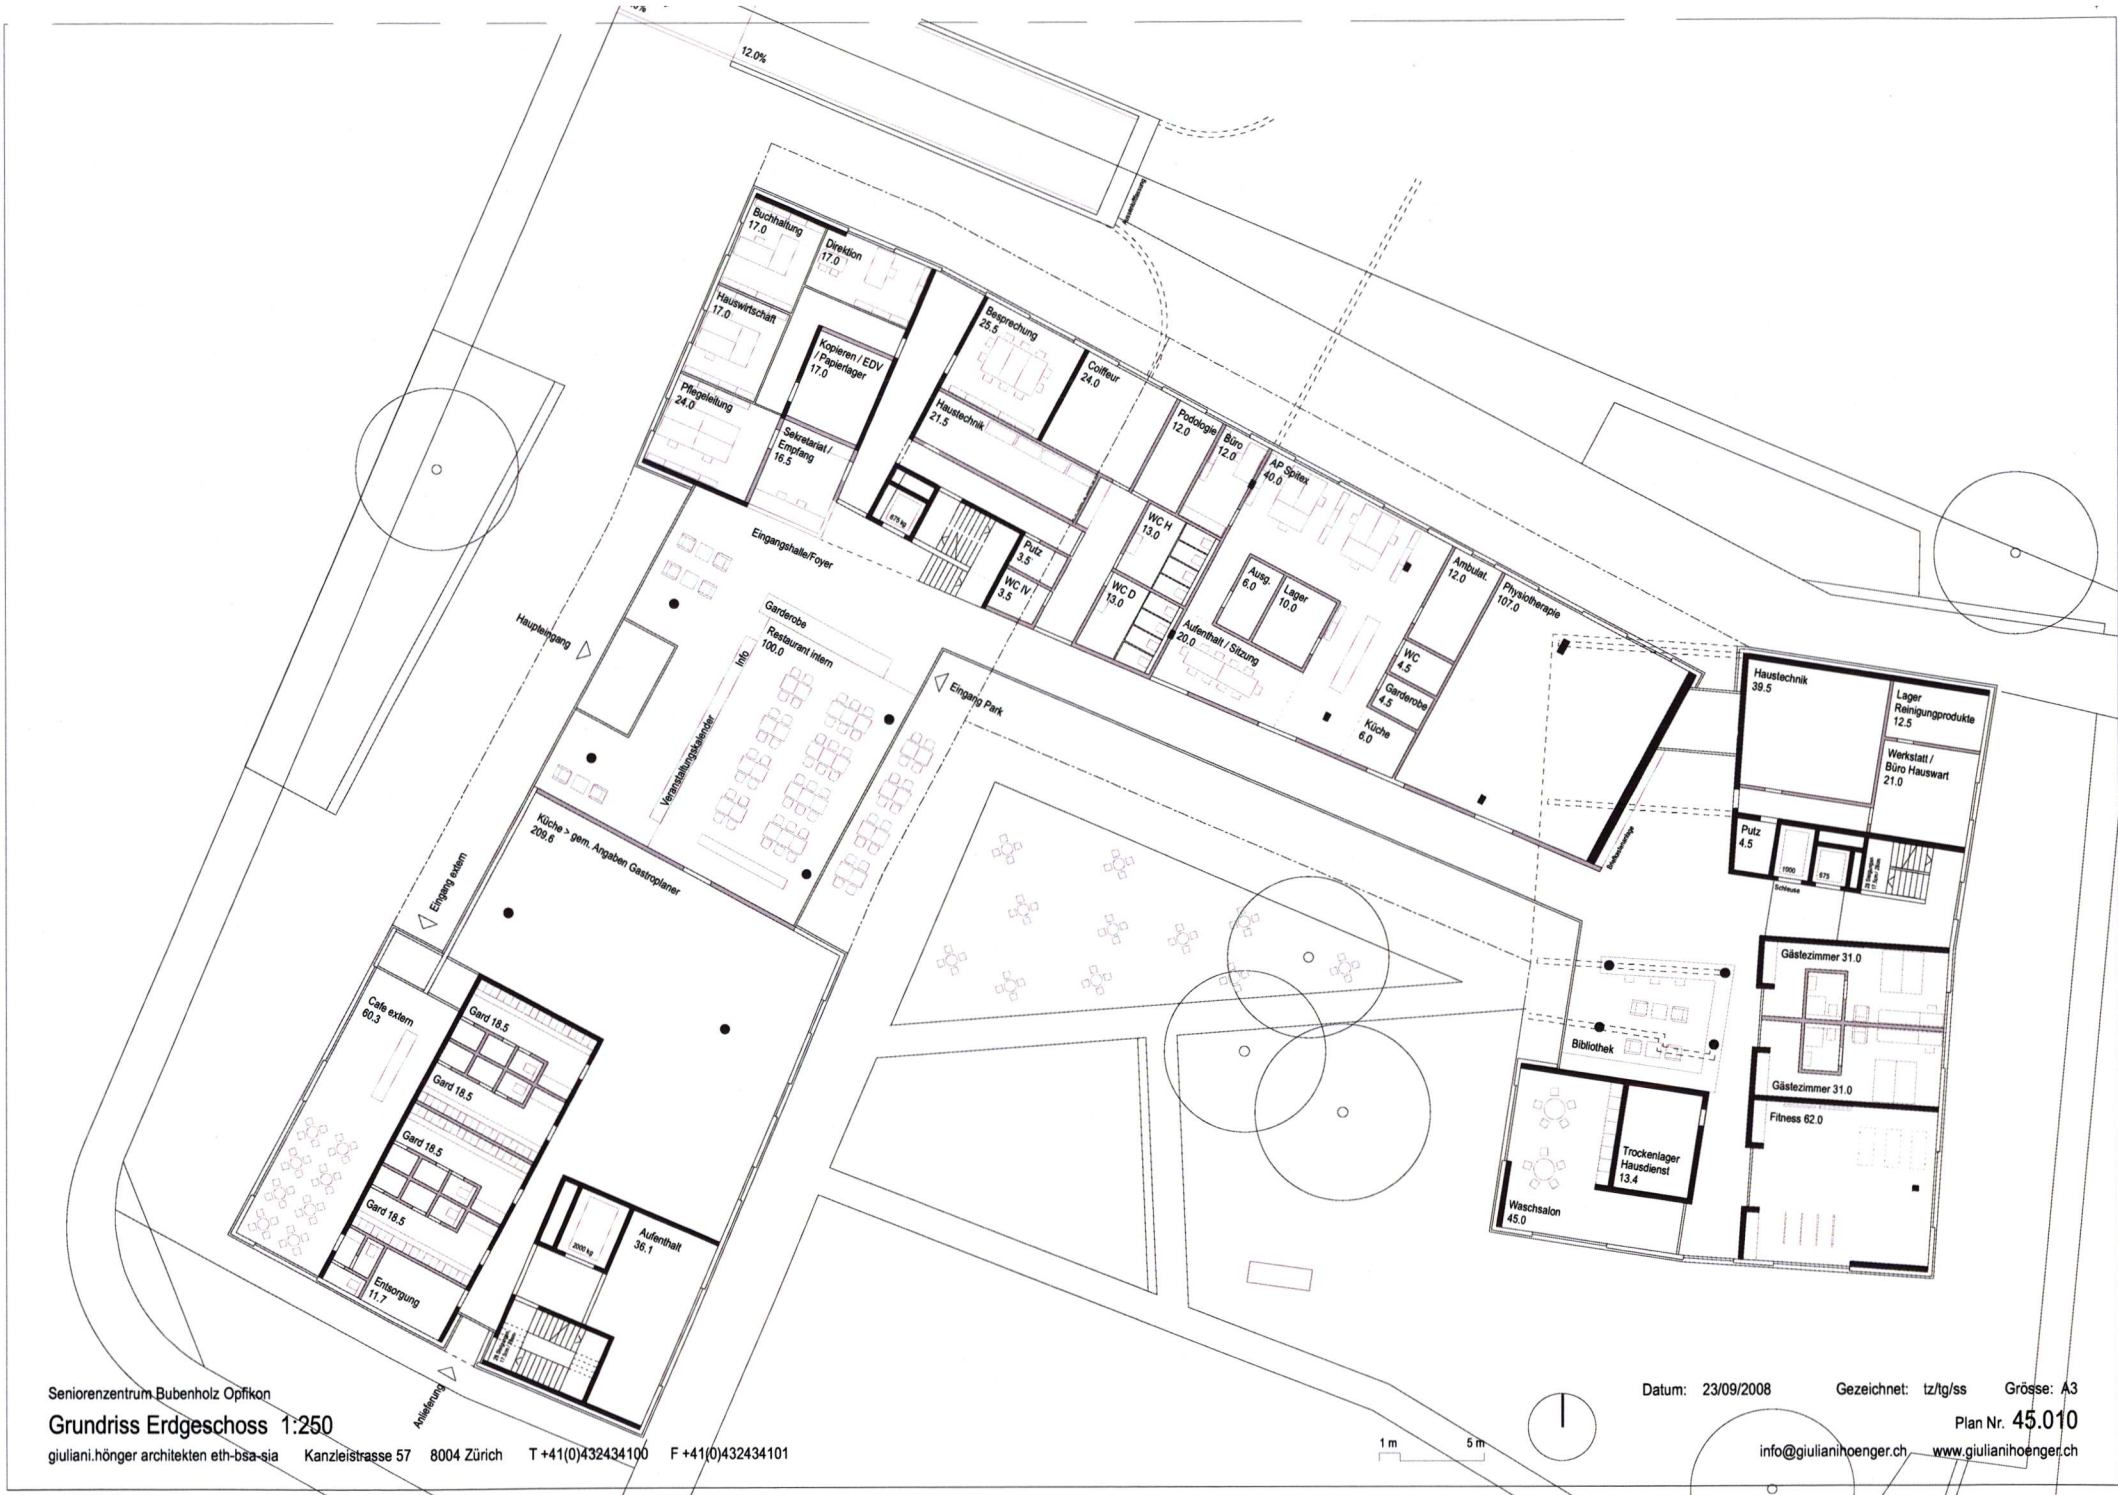 12.0%
Buchhaltung
17.0
Direktion
17.0
Hauswirtschaft
17.0
Kopieren / EDV
/ Papierlager
17.0
Pflegeleitung
24.0
Sekretariat /
Empfang
16.5
Besprechung
25.5
Haustechnik
21.5
Coiffeur
24.0
Podologie
12.0
Büro
12.0
AP Spitex
40.0
675 kg
Putz
3.5
WC IV
3.5
WC H
13.0
WC D
13.0
Ausg.
6.0
Lager
10.0
Aufenthalt / Sitzung
20.0
Ambulat.
12.0
Physiotherapie
107.0
WC
4.5
Garderobe
4.5
Küche
6.0
Eingangshalle/Foyer
Haupteingang
Garderobe
Restaurant intern
100.0
Info
Veranstaltungskalender
Eingang Park
Küche > gem. Angaben Gastroplaner
209.6
Eingang extern
Cafe extern
60.3
Gard 18.5
Gard 18.5
Gard 18.5
Gard 18.5
Entsorgung
11.7
2000 kg
Aufenthalt
36.1
Anlieferung
Haustechnik
39.5
Lager
Reinigungprodukte
12.5
Werkstatt /
Büro Hauswart
21.0
Putz
4.5
1000
675
Schleuse
Briefkastenanlage
Gästezimmer 31.0
Gästezimmer 31.0
Bibliothek
Fitness 62.0
Trockenlager
Hausdienst
13.4
Waschsalon
45.0
Seniorenzentrum Bubenholz Opfikon
Grundriss Erdgeschoss 1:250
giuliani.hönger architekten eth-bsa-sia Kanzleistrasse 57 8004 Zürich T +41(0)432434100 F +41(0)432434101
1 m 5 m
Datum: 23/09/2008 Gezeichnet: tz/tg/ss Grösse: A3
Plan Nr. 45.010
info@giulianihoenger.ch www.giulianihoenger.ch